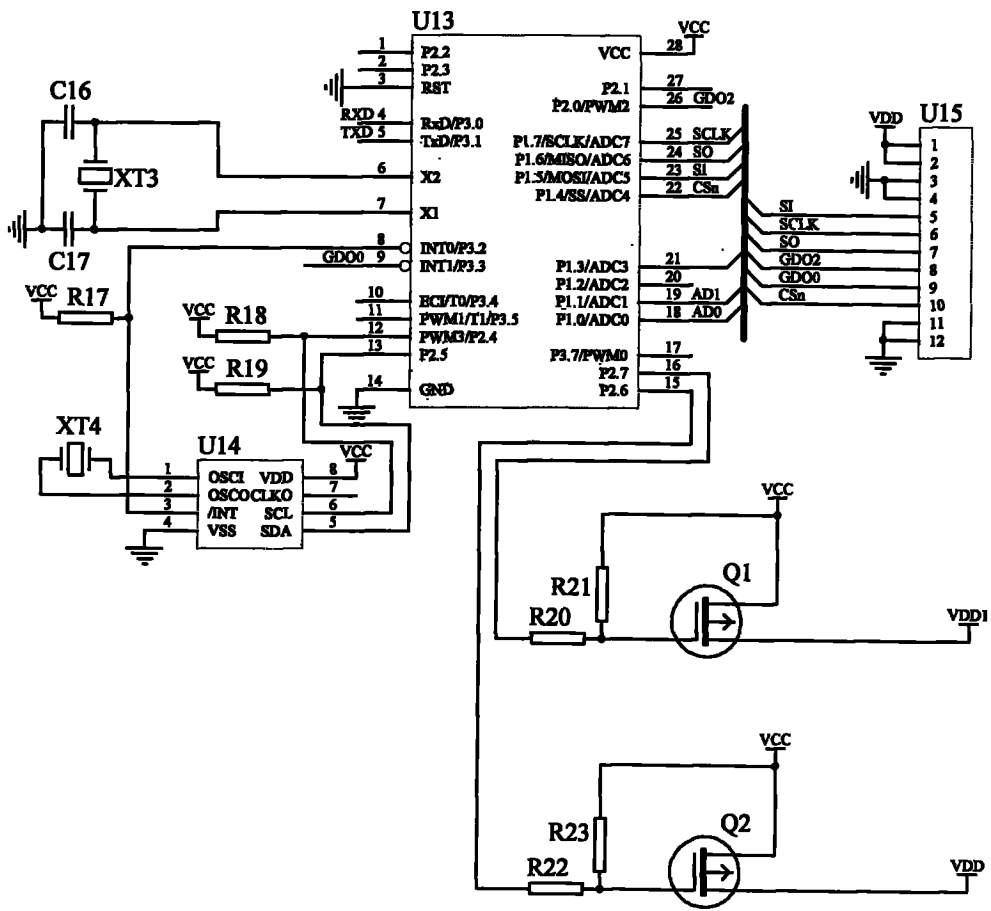 U13
VCC
1 P2.2
2 P2.3
3 RST
RXD 4 RxD/P3.0
TXD 5 TxD/P3.1
6 X2
7 X1
8 INT0/P3.2
GDO0 9 INT1/P3.3
10 ECI/T0/P3.4
11 PWM1/T1/P3.5
12 PWM3/P2.4
13 P2.5
14 GND
VCC 28
P2.1 27
P2.0/PWM2 26 GDO2
P1.7/SCLK/ADC7 25 SCLK
P1.6/MISO/ADC6 24 SO
P1.5/MOSI/ADC5 23 SI
P1.4/SS/ADC4 22 CSn
P1.3/ADC3 21
P1.2/ADC2 20
P1.1/ADC1 19 AD1
P1.0/ADC0 18 AD0
P3.7/PWM0 17
P2.7 16
P2.6 15
C16
XT3
C17
VCC R17
VCC R18
VCC R19
XT4
U14
VCC
1 OSCI VDD 8
2 OSCO CLKO 7
3 /INT SCL 6
4 VSS SDA 5
U15
VDD
1
2
3
4
SI 5
SCLK 6
SO 7
GDO2 8
GDO0 9
CSn 10
11
12
VCC
R21
Q1
R20
VDD1
VCC
R23
Q2
R22
VDD